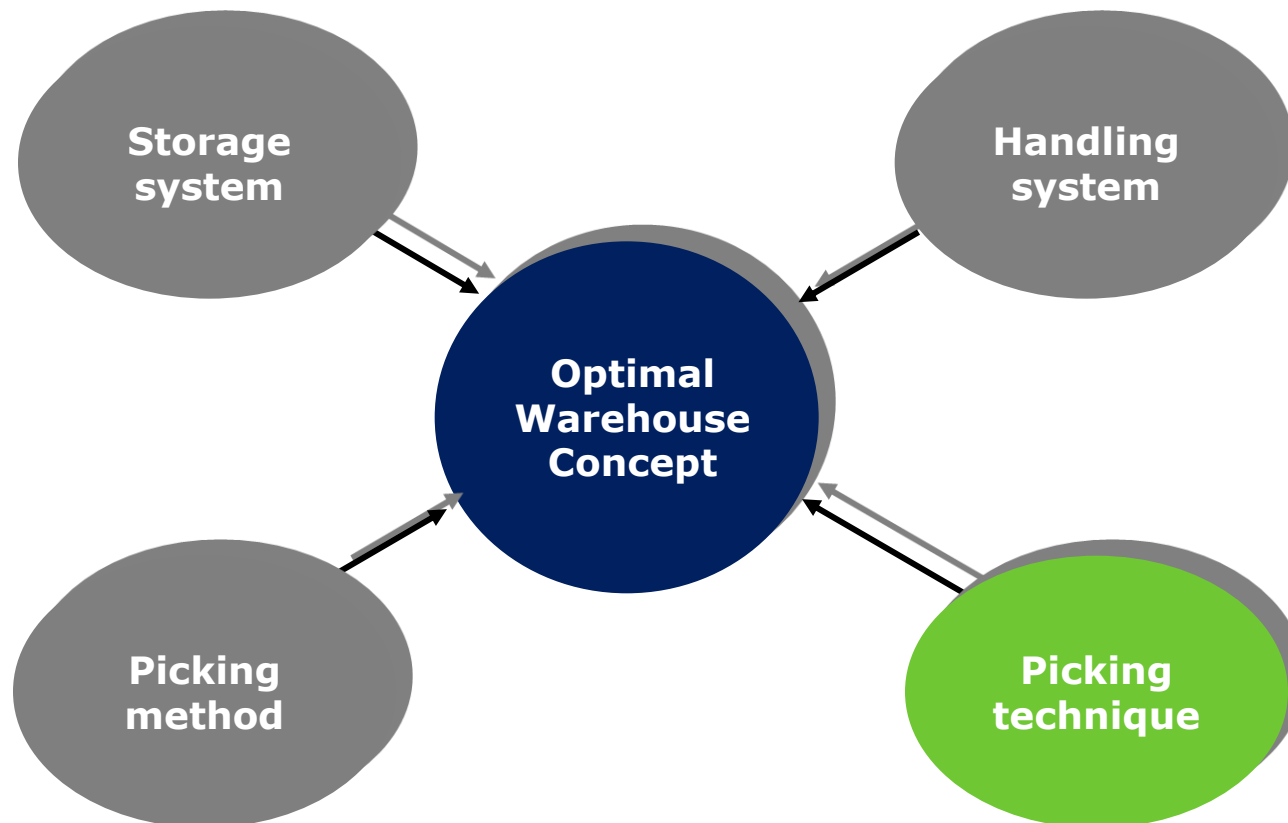 Storage
system
Handling
system
Optimal
Warehouse
Concept
Picking
method
Picking
technique